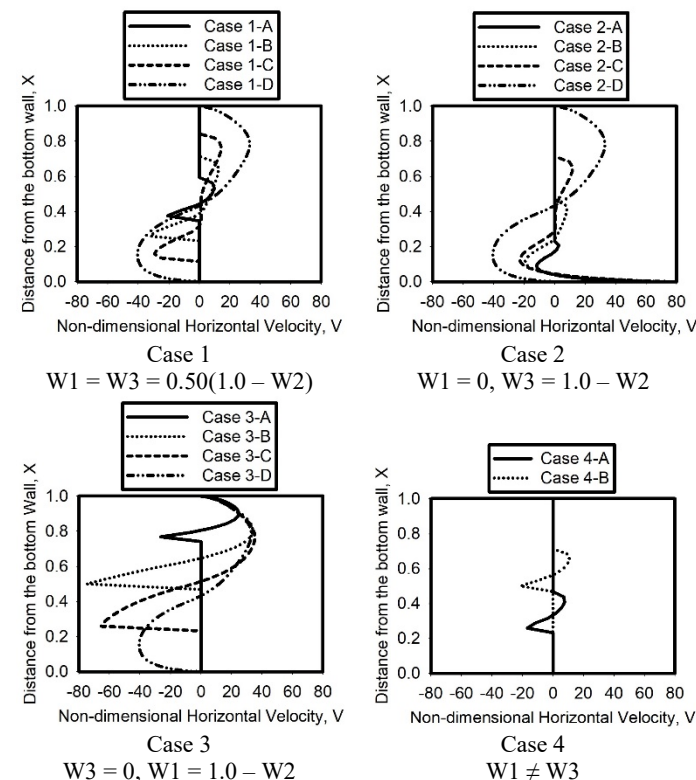 Case 1-A
Case 1-B
Case 1-C
Case 1-D
Distance from the bottom wall, X
1.0
0.8
0.6
0.4
0.2
0.0
-80 -60 -40 -20 0 20 40 60 80
Non-dimensional Horizontal Velocity, V
Case 1
W1 = W3 = 0.50(1.0 – W2)
Case 2-A
Case 2-B
Case 2-C
Case 2-D
Distance from the bottom wall, X
1.0
0.8
0.6
0.4
0.2
0.0
-80 -60 -40 -20 0 20 40 60 80
Non-dimensional Horizontal Velocity, V
Case 2
W1 = 0, W3 = 1.0 – W2
Case 3-A
Case 3-B
Case 3-C
Case 3-D
Distance from the bottom Wall, X
1.0
0.8
0.6
0.4
0.2
0.0
-80 -60 -40 -20 0 20 40 60 80
Non-dimensional Horizontal Velocity, V
Case 3
W3 = 0, W1 = 1.0 – W2
Case 4-A
Case 4-B
Distance from the bottom wall, X
1.0
0.8
0.6
0.4
0.2
0.0
-80 -60 -40 -20 0 20 40 60 80
Non-dimensional Horizontal Velocity, V
Case 4
W1 ≠ W3